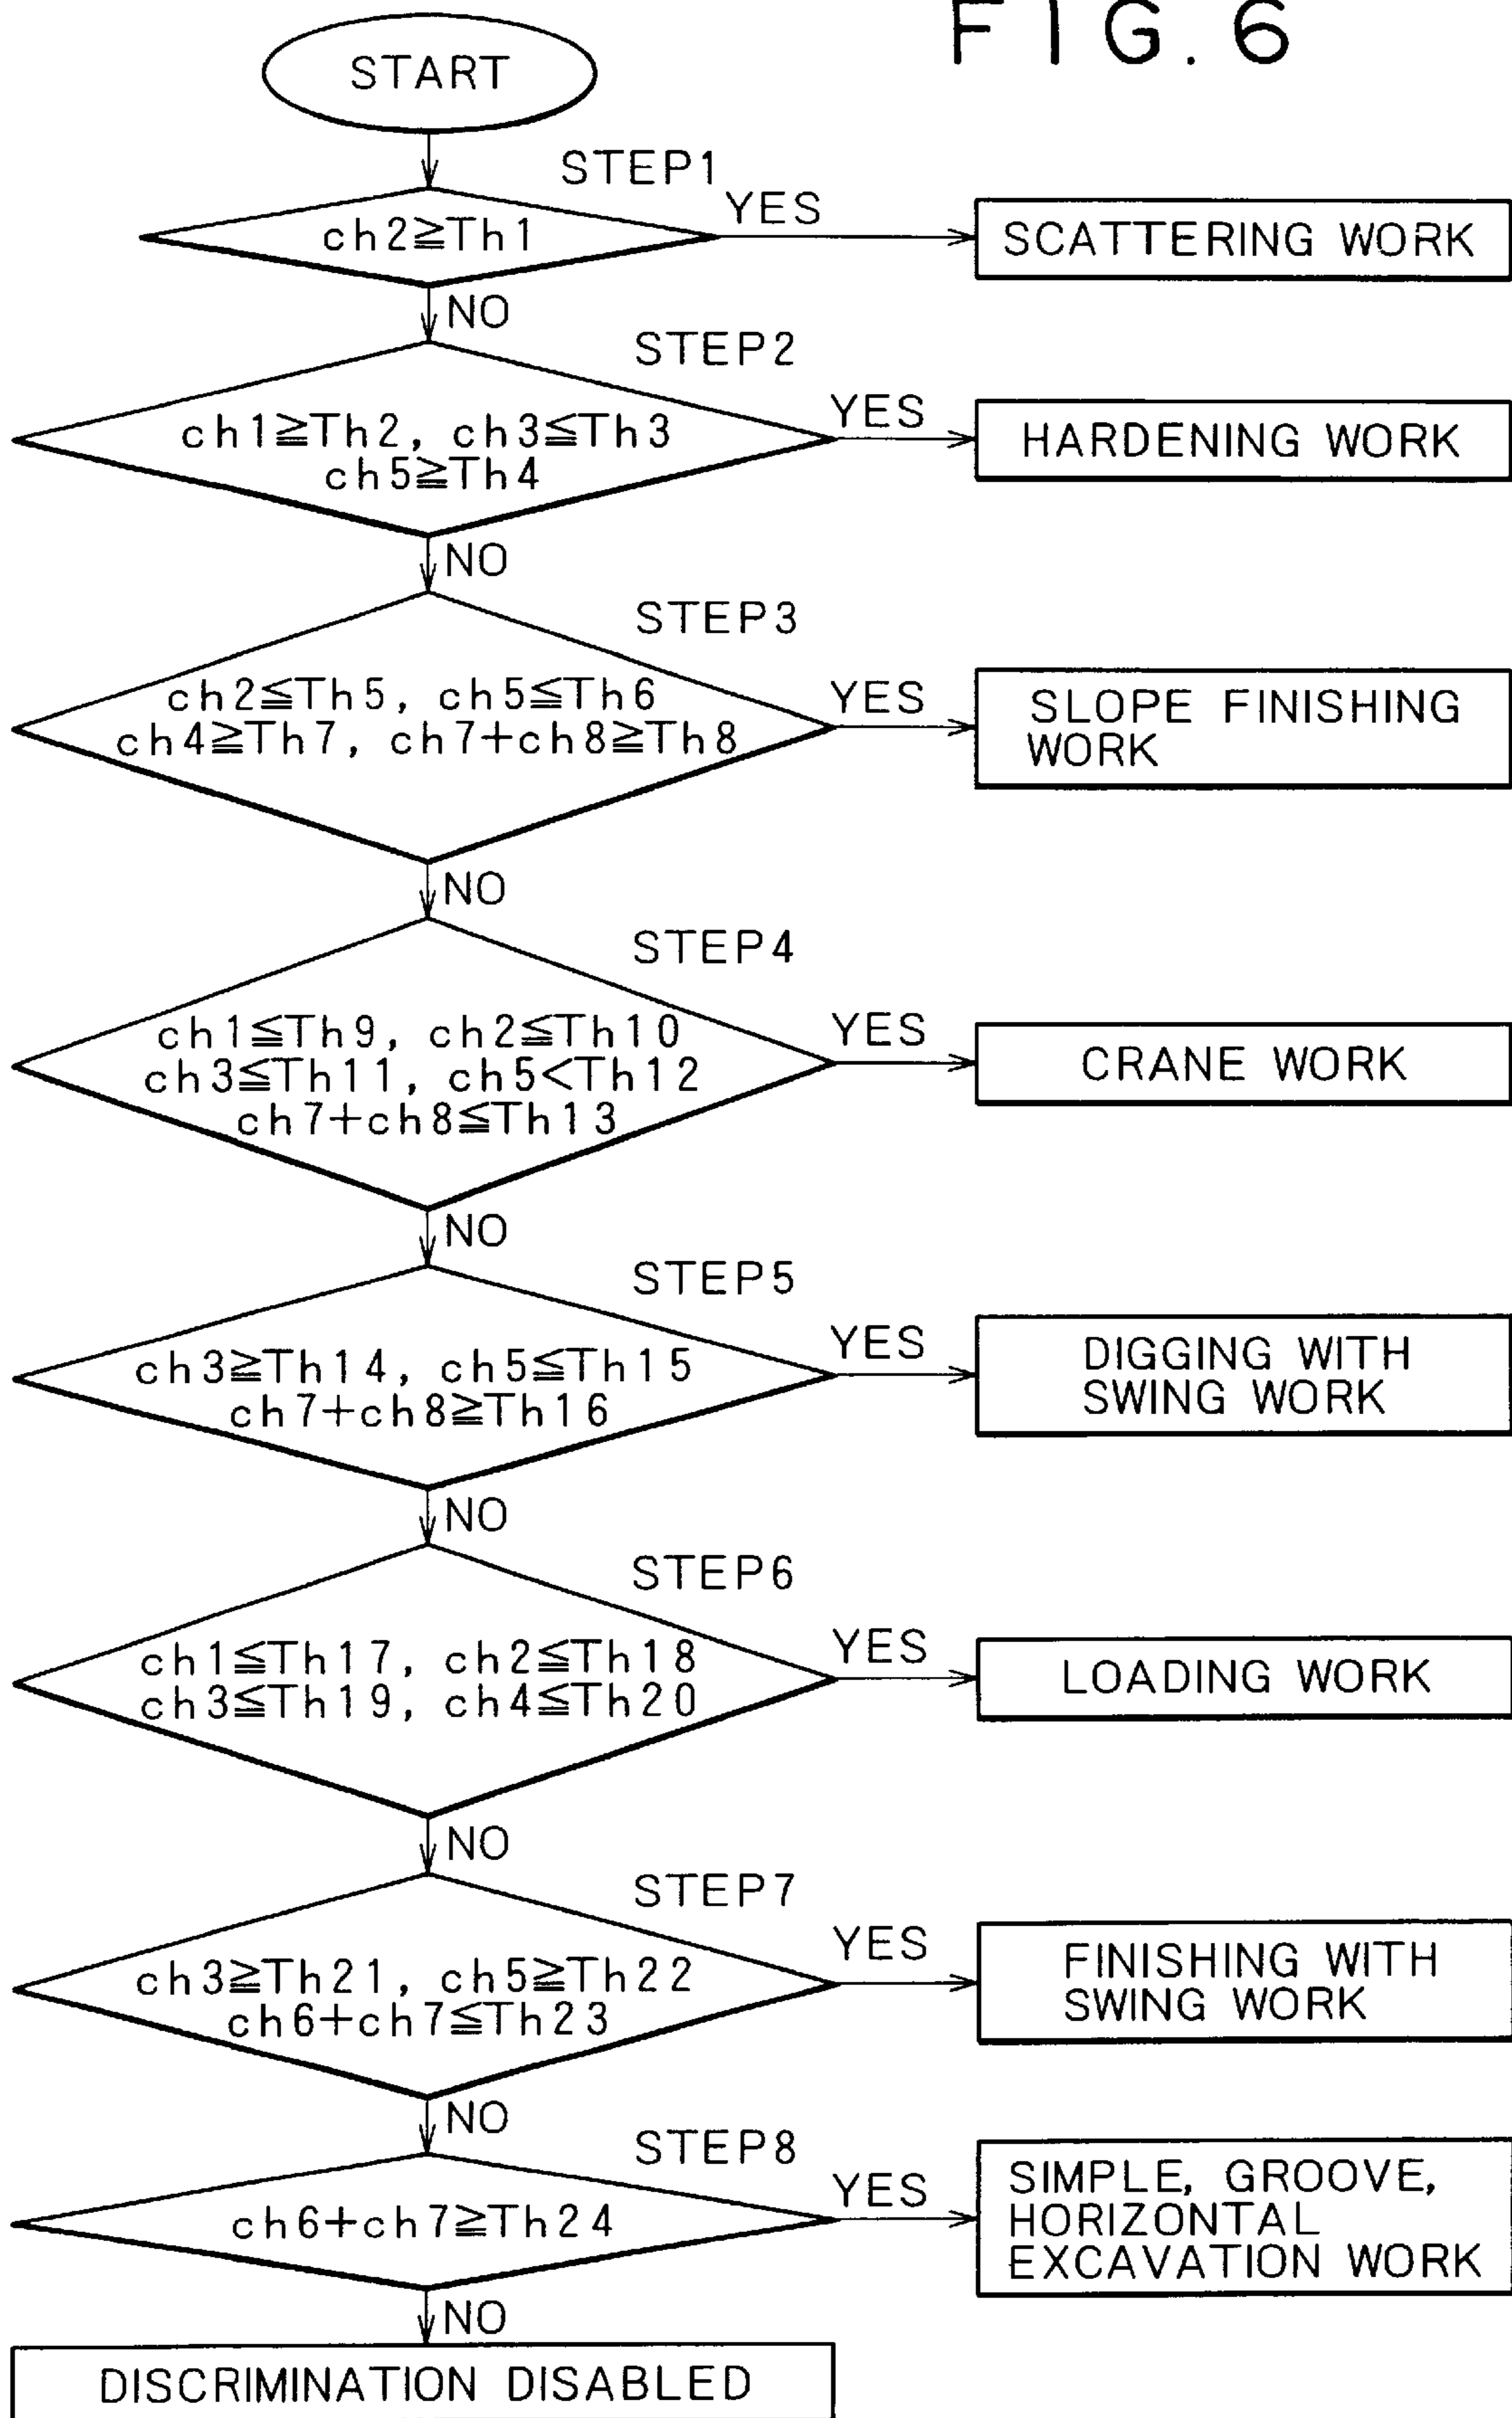 FIG.6
START
STEP1
YES
ch2≧Th1
SCATTERING WORK
NO
STEP2
YES
ch1≧Th2, ch3≦Th3
ch5≧Th4
HARDENING WORK
NO
STEP3
YES
ch2≦Th5, ch5≦Th6
ch4≧Th7, ch7+ch8≧Th8
SLOPE FINISHING
WORK
NO
STEP4
YES
ch1≦Th9, ch2≦Th10
ch3≦Th11, ch5<Th12
ch7+ch8≦Th13
CRANE WORK
NO
STEP5
YES
ch3≧Th14, ch5≦Th15
ch7+ch8≧Th16
DIGGING WITH
SWING WORK
NO
STEP6
YES
ch1≦Th17, ch2≦Th18
ch3≦Th19, ch4≦Th20
LOADING WORK
NO
STEP7
YES
ch3≧Th21, ch5≧Th22
ch6+ch7≦Th23
FINISHING WITH
SWING WORK
NO
STEP8
YES
ch6+ch7≧Th24
SIMPLE, GROOVE,
HORIZONTAL
EXCAVATION WORK
NO
DISCRIMINATION DISABLED